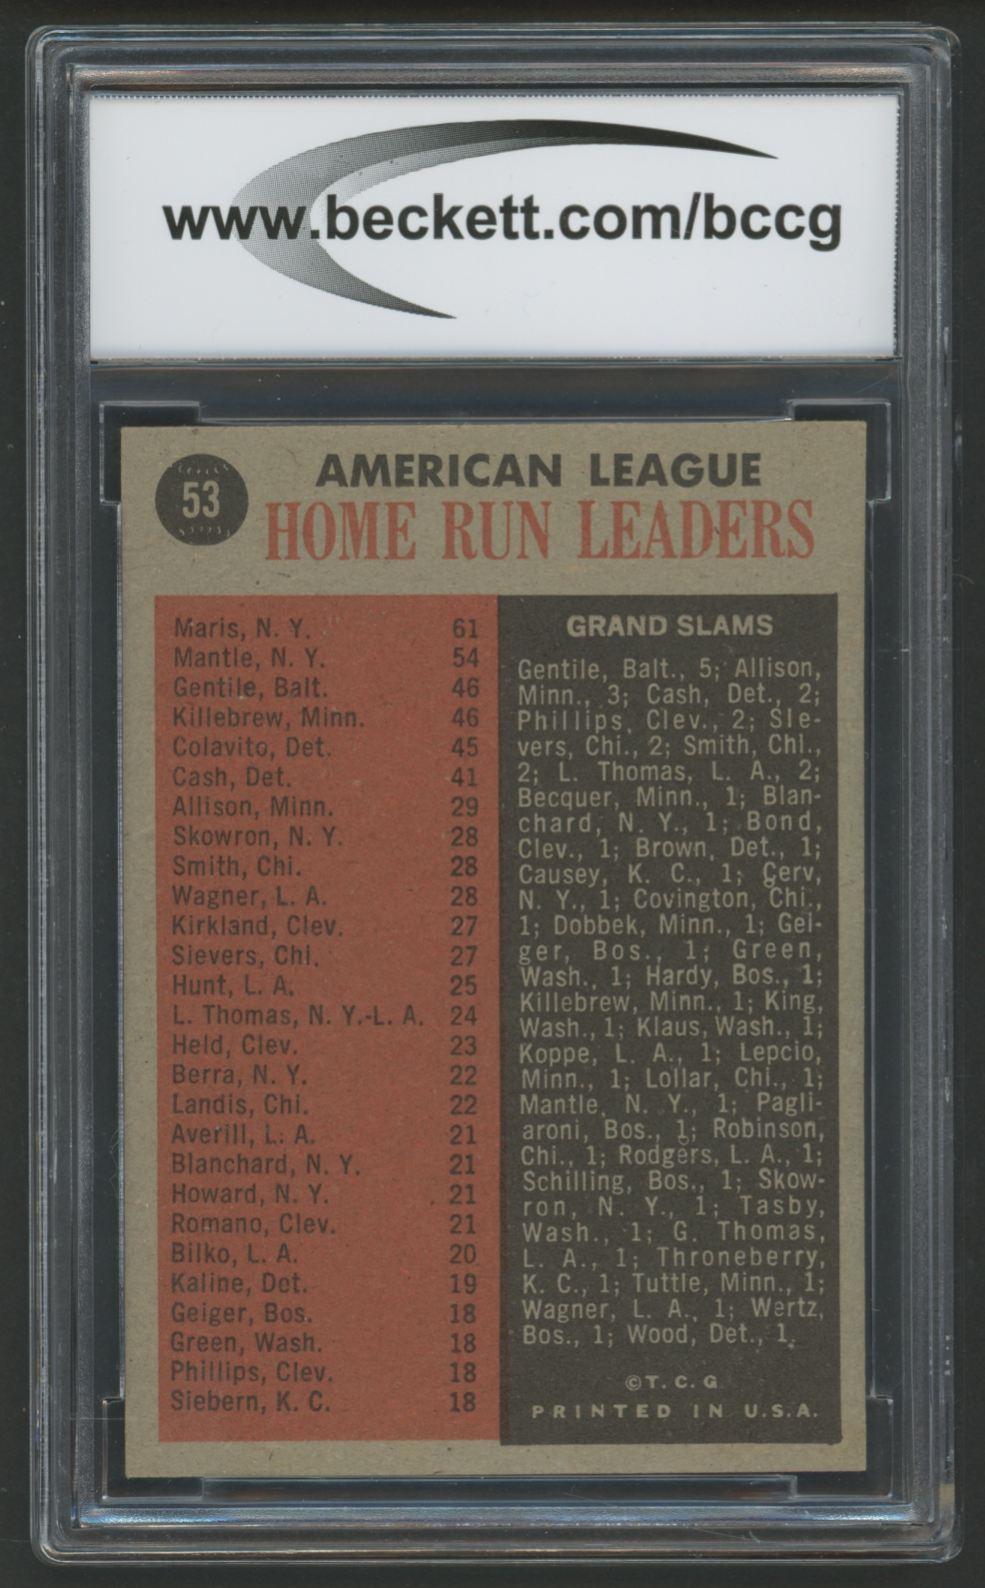 www.beckett.com/bccg
53
AMERICAN LEAGUE
HOME RUN LEADERS
Maris, N. Y. 61
Mantle, N. Y. 54
Gentile, Balt. 46
Killebrew, Minn. 46
Colavito, Det. 45
Cash, Det. 41
Allison, Minn. 29
Skowron, N. Y. 28
Smith, Chi. 28
Wagner, L. A. 28
Kirkland, Clev. 27
Sievers, Chi. 27
Hunt, L. A. 25
L. Thomas, N. Y.-L. A. 24
Held, Clev. 23
Berra, N. Y. 22
Landis, Chi. 22
Averill, L. A. 21
Blanchard, N. Y. 21
Howard, N. Y. 21
Romano, Clev. 21
Bilko, L. A. 20
Kaline, Det. 19
Geiger, Bos. 18
Green, Wash. 18
Phillips, Clev. 18
Siebern, K. C. 18
GRAND SLAMS
Gentile, Balt., 5; Allison,
Minn., 3; Cash, Det., 2;
Phillips, Clev., 2; Sie-
vers, Chi., 2; Smith, Chi.,
2; L. Thomas, L. A., 2;
Becquer, Minn., 1; Blan-
chard, N. Y., 1; Bond,
Clev., 1; Brown, Det., 1;
Causey, K. C., 1; Cerv,
N. Y., 1; Covington, Chi.,
1; Dobbek, Minn., 1; Gei-
ger, Bos., 1; Green,
Wash., 1; Hardy, Bos., 1;
Killebrew, Minn., 1; King,
Wash., 1; Klaus, Wash., 1;
Koppe, L. A., 1; Lepcio,
Minn., 1; Lollar, Chi., 1;
Mantle, N. Y., 1; Pagli-
aroni, Bos., 1; Robinson,
Chi., 1; Rodgers, L. A., 1;
Schilling, Bos., 1; Skow-
ron, N. Y., 1; Tasby,
Wash., 1; G. Thomas,
L. A., 1; Throneberry,
K. C., 1; Tuttle, Minn., 1;
Wagner, L. A., 1; Wertz,
Bos., 1; Wood, Det., 1.
©T. C. G
PRINTED IN U.S.A.